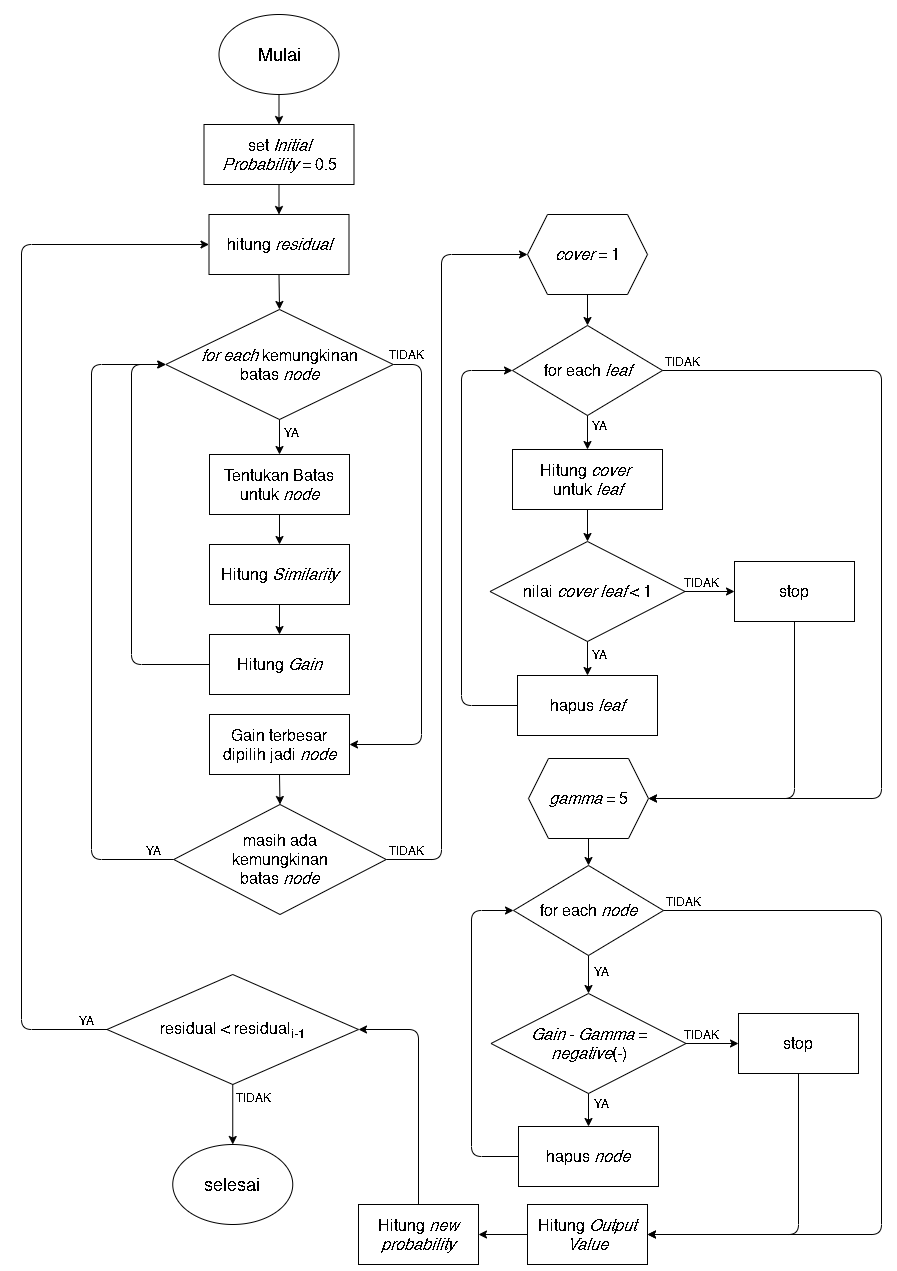 Mulai
set Initial
Probability = 0.5
hitung residual
for each kemungkinan
batas node
TIDAK
YA
Tentukan Batas
untuk node
Hitung Similarity
Hitung Gain
Gain terbesar
dipilih jadi node
masih ada
kemungkinan
batas node
YA
TIDAK
cover = 1
for each leaf
TIDAK
YA
Hitung cover
untuk leaf
nilai cover leaf < 1
TIDAK
stop
YA
hapus leaf
gamma = 5
for each node
TIDAK
YA
Gain - Gamma =
negative(-)
TIDAK
stop
YA
hapus node
Hitung Output
Value
Hitung new
probability
residual < residuali-1
YA
TIDAK
selesai